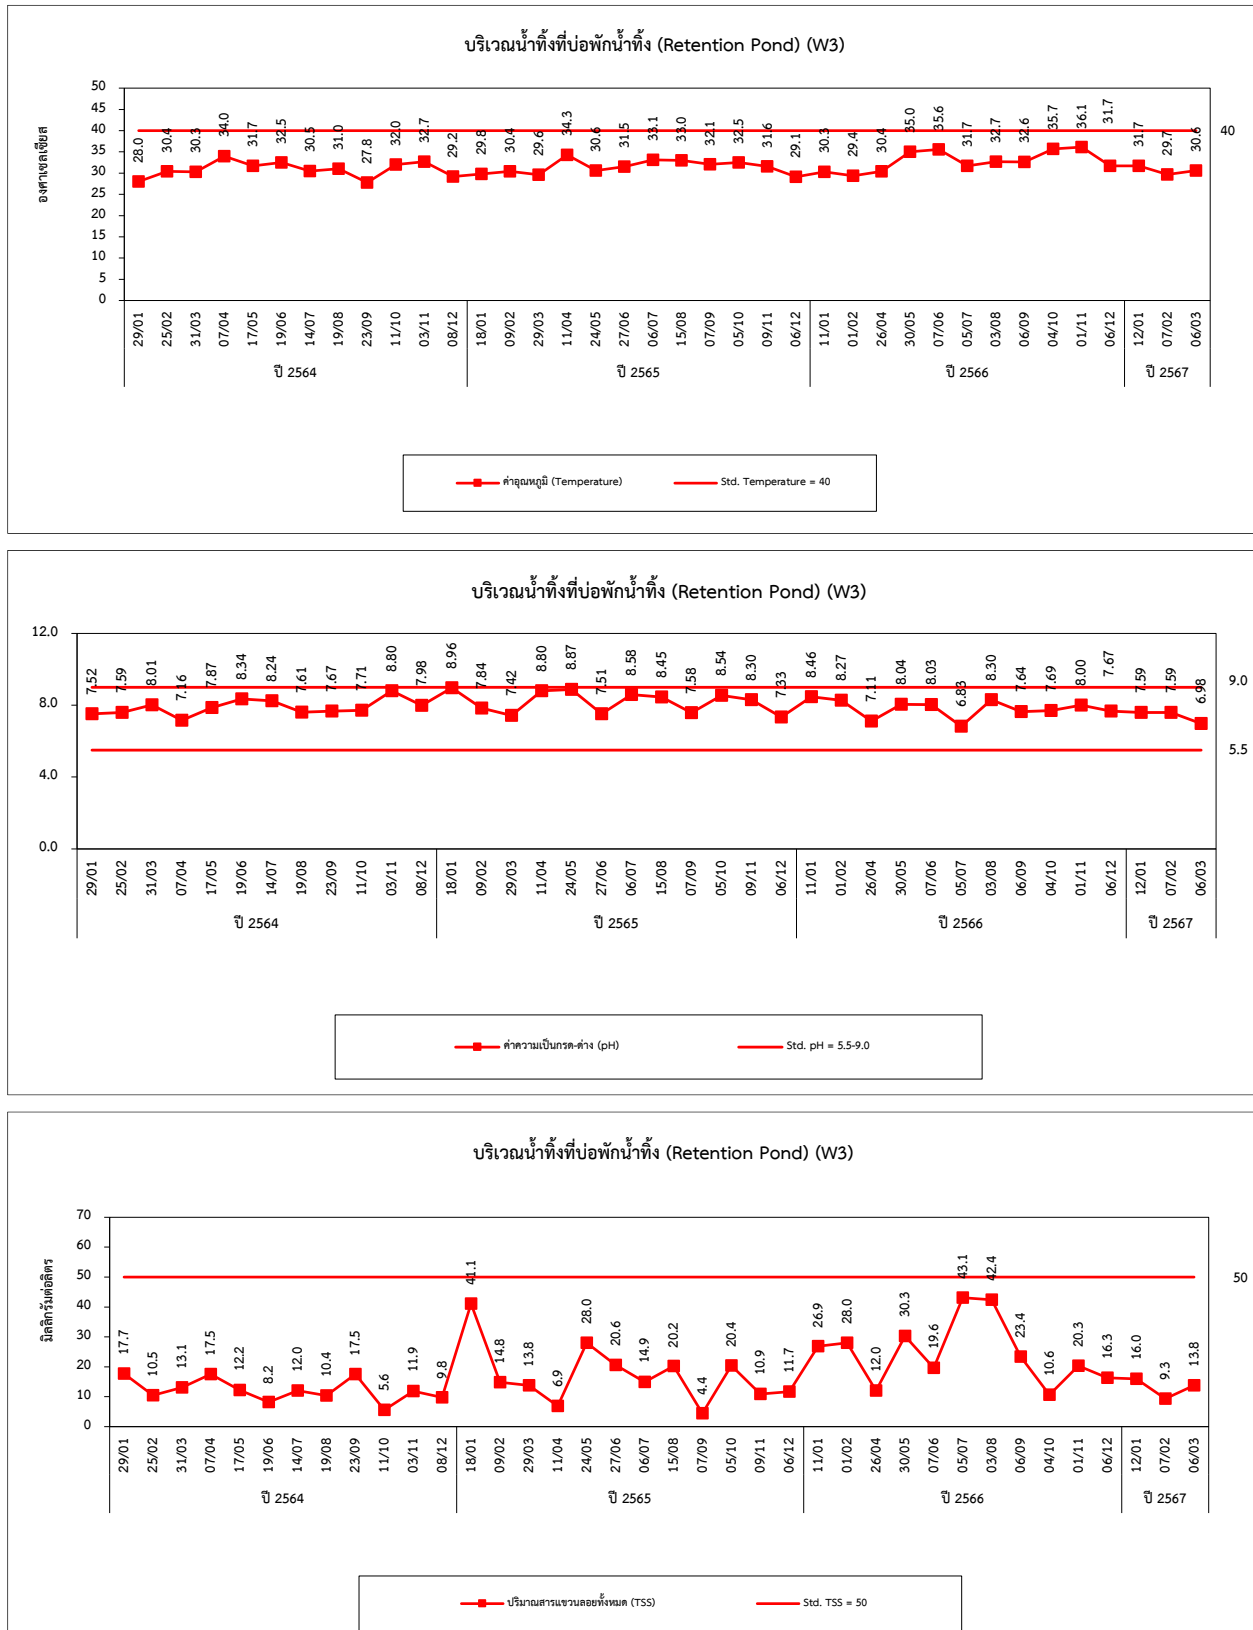 บริเวณน้ำทิ้งที่บ่อพักน้ำทิ้ง (Retention Pond) (W3)
องศาเซลเซียส
50
45
40
35
30
25
20
15
10
5
0
28.0 30.4 30.3 34.0 31.7 32.5 30.5 31.0 27.8 32.0 32.7 29.2 29.8 30.4 29.6 34.3 30.6 31.5 33.1 33.0 32.1 32.5 31.6 29.1 30.3 29.4 30.4 35.0 35.6 31.7 32.7 32.6 35.7 36.1 31.7 31.7 29.7 30.6
40
29/01 25/02 31/03 07/04 17/05 19/06 14/07 19/08 23/09 11/10 03/11 08/12 18/01 09/02 29/03 11/04 24/05 27/06 06/07 15/08 07/09 05/10 09/11 06/12 11/01 01/02 26/04 30/05 07/06 05/07 03/08 06/09 04/10 01/11 06/12 12/01 07/02 06/03
ปี 2564 ปี 2565 ปี 2566 ปี 2567
ค่าอุณหภูมิ (Temperature) Std. Temperature = 40
บริเวณน้ำทิ้งที่บ่อพักน้ำทิ้ง (Retention Pond) (W3)
12.0
8.0
4.0
0.0
7.52 7.59 8.01 7.16 7.87 8.34 8.24 7.61 7.67 7.71 8.80 7.98 8.96 7.84 7.42 8.80 8.87 7.51 8.58 8.45 7.58 8.54 8.30 7.33 8.46 8.27 7.11 8.04 8.03 6.83 8.30 7.64 7.69 8.00 7.67 7.59 7.59 6.98
9.0
5.5
29/01 25/02 31/03 07/04 17/05 19/06 14/07 19/08 23/09 11/10 03/11 08/12 18/01 09/02 29/03 11/04 24/05 27/06 06/07 15/08 07/09 05/10 09/11 06/12 11/01 01/02 26/04 30/05 07/06 05/07 03/08 06/09 04/10 01/11 06/12 12/01 07/02 06/03
ปี 2564 ปี 2565 ปี 2566 ปี 2567
ค่าความเป็นกรด-ด่าง (pH) Std. pH = 5.5-9.0
บริเวณน้ำทิ้งที่บ่อพักน้ำทิ้ง (Retention Pond) (W3)
มิลลิกรัมต่อลิตร
70
60
50
40
30
20
10
0
17.7 10.5 13.1 17.5 12.2 8.2 12.0 10.4 17.5 5.6 11.9 9.8 41.1 14.8 13.8 6.9 28.0 20.6 14.9 20.2 4.4 20.4 10.9 11.7 26.9 28.0 12.0 30.3 19.6 43.1 42.4 23.4 10.6 20.3 16.3 16.0 9.3 13.8
50
29/01 25/02 31/03 07/04 17/05 19/06 14/07 19/08 23/09 11/10 03/11 08/12 18/01 09/02 29/03 11/04 24/05 27/06 06/07 15/08 07/09 05/10 09/11 06/12 11/01 01/02 26/04 30/05 07/06 05/07 03/08 06/09 04/10 01/11 06/12 12/01 07/02 06/03
ปี 2564 ปี 2565 ปี 2566 ปี 2567
ปริมาณสารแขวนลอยทั้งหมด (TSS) Std. TSS = 50